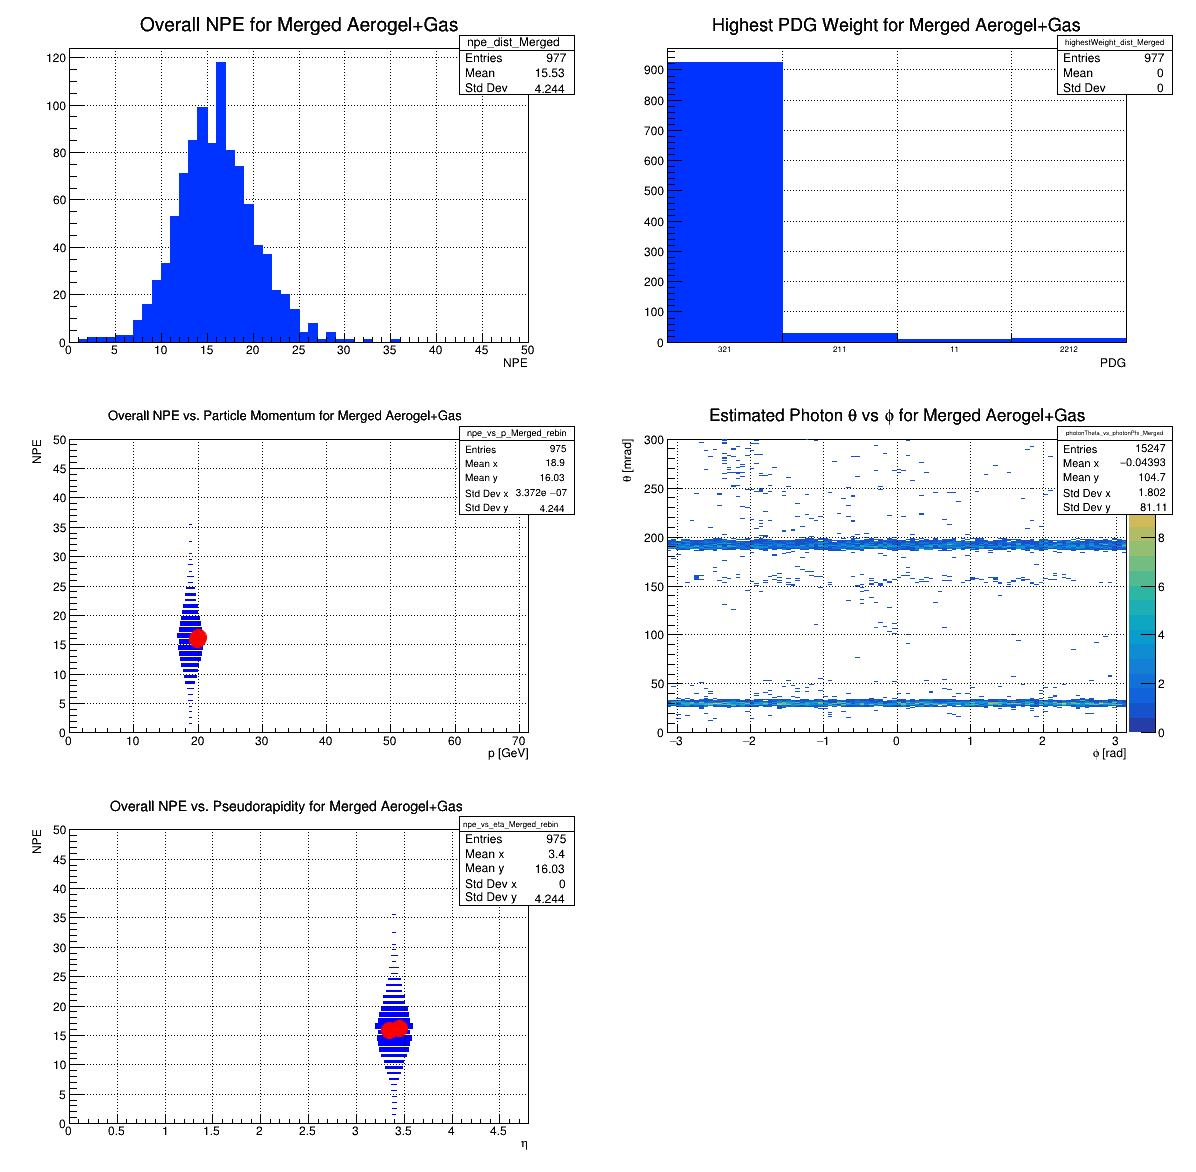 Overall NPE for Merged Aerogel+Gas
npe_dist_Merged
Entries 977
Mean 15.53
Std Dev 4.244
120
100
80
60
40
20
0
0 5 10 15 20 25 30 35 40 45 50
NPE
Highest PDG Weight for Merged Aerogel+Gas
highestWeight_dist_Merged
Entries 977
Mean 0
Std Dev 0
900
800
700
600
500
400
300
200
100
0
321 211 11 2212
PDG
Overall NPE vs. Particle Momentum for Merged Aerogel+Gas
npe_vs_p_Merged_rebin
Entries 975
Mean x 18.9
Mean y 16.03
Std Dev x 3.372e −07
Std Dev y 4.244
NPE
50
45
40
35
30
25
20
15
10
5
0
0 10 20 30 40 50 60 70
p [GeV]
Estimated Photon θ vs ϕ for Merged Aerogel+Gas
photonTheta_vs_photonPhi_Merged
Entries 15247
Mean x −0.04393
Mean y 104.7
Std Dev x 1.802
Std Dev y 81.11
θ [mrad]
300
250
200
150
100
50
0
−3 −2 −1 0 1 2 3
ϕ [rad]
8
6
4
2
0
Overall NPE vs. Pseudorapidity for Merged Aerogel+Gas
npe_vs_eta_Merged_rebin
Entries 975
Mean x 3.4
Mean y 16.03
Std Dev x 0
Std Dev y 4.244
NPE
50
45
40
35
30
25
20
15
10
5
0
0 0.5 1 1.5 2 2.5 3 3.5 4 4.5
η